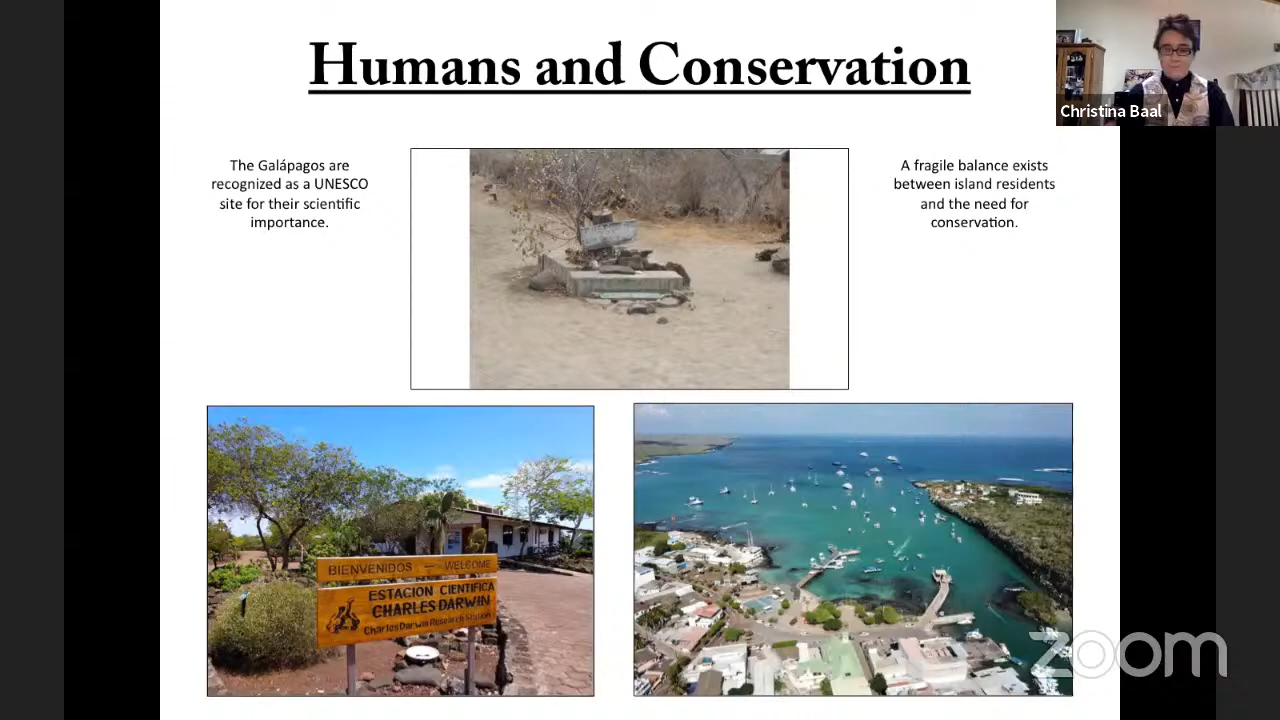 Humans and Conservation
Christina Baal
The Galápagos are
recognized as a UNESCO
site for their scientific
importance.
A fragile balance exists
between island residents
and the need for
conservation.
BIENVENIDOS WELCOME
ESTACION CIENTIFICA
CHARLES DARWIN
Charles Darwin Research Station
zoom